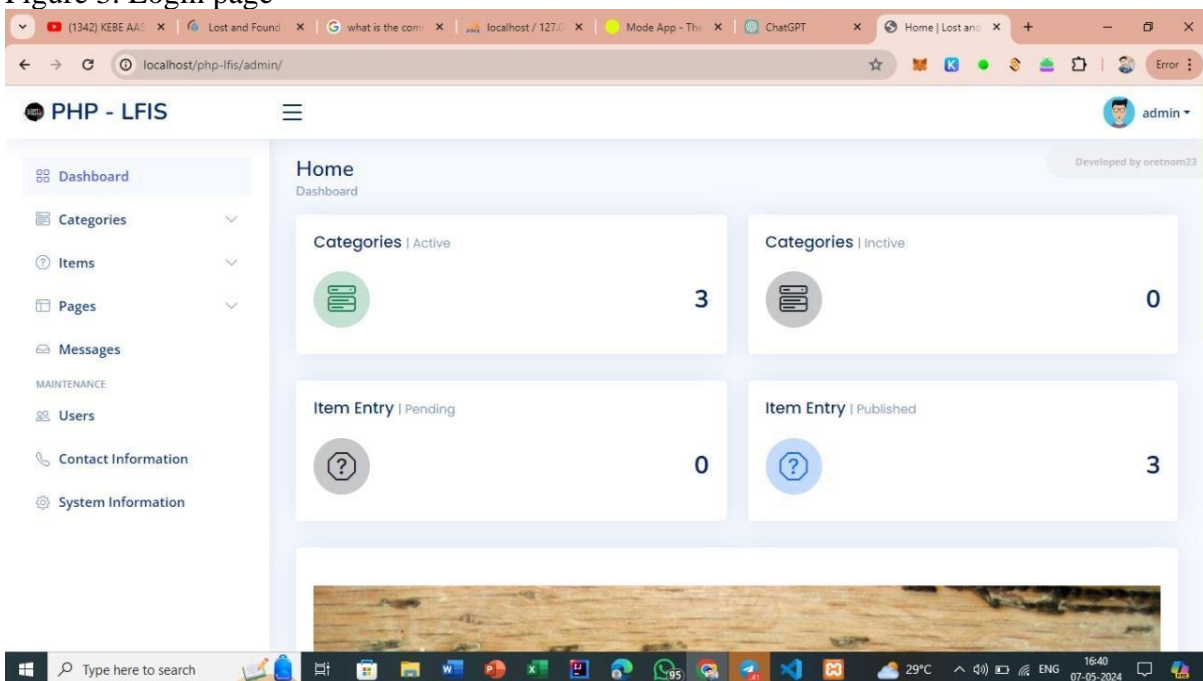 Figure 3: Login page
(1342) KEBE AAS
Lost and Found
what is the com
localhost / 127.0
Mode App - The
ChatGPT
Home | Lost and
localhost/php-lfis/admin/
Error
PHP - LFIS
admin
Dashboard
Categories
Items
Pages
Messages
MAINTENANCE
Users
Contact Information
System Information
Home
Dashboard
Developed by oretnom23
Categories | Active
3
Categories | Inctive
0
Item Entry | Pending
0
Item Entry | Published
3
Type here to search
95
29°C
ENG
16:40
07-05-2024